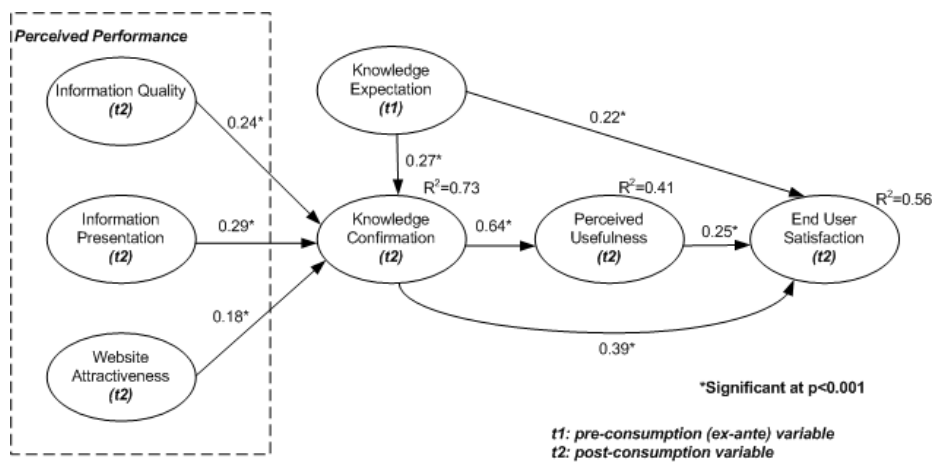 Perceived Performance
Information Quality
(t2)
0.24*
Information
Presentation
(t2)
0.29*
Website
Attractiveness
(t2)
0.18*
Knowledge
Expectation
(t1)
0.27*
0.22*
R²=0.73
Knowledge
Confirmation
(t2)
0.64*
R²=0.41
Perceived
Usefulness
(t2)
0.25*
R²=0.56
End User
Satisfaction
(t2)
0.39*
*Significant at p<0.001
t1: pre-consumption (ex-ante) variable
t2: post-consumption variable